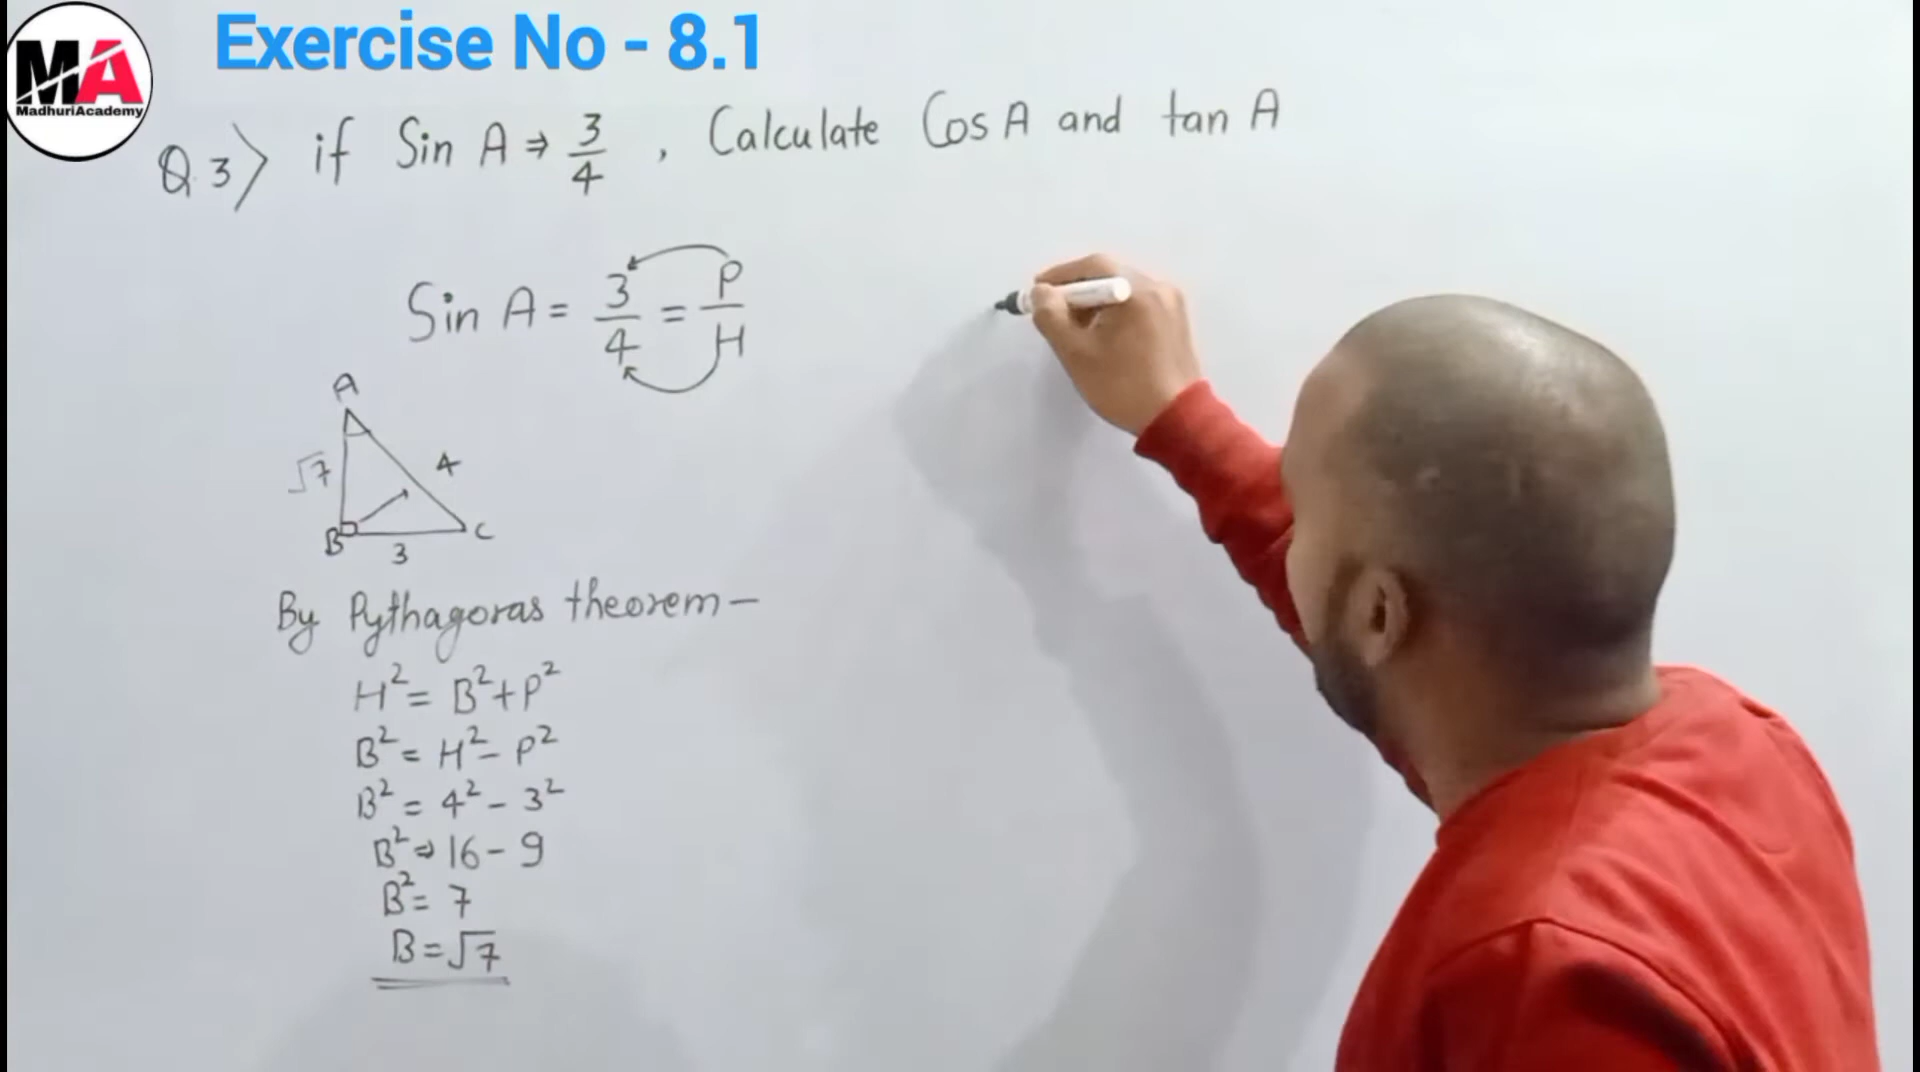 MA
MadhuriAcademy
Exercise No - 8.1
Q.3) if Sin A ⇒ 3/4 , Calculate Cos A and tan A
Sin A = 3/4 = P/H
A
√7
4
B
3
C
By Pythagoras theorem -
H² = B² + P²
B² = H² - P²
B² = 4² - 3²
B² ⇒ 16 - 9
B² = 7
B = √7